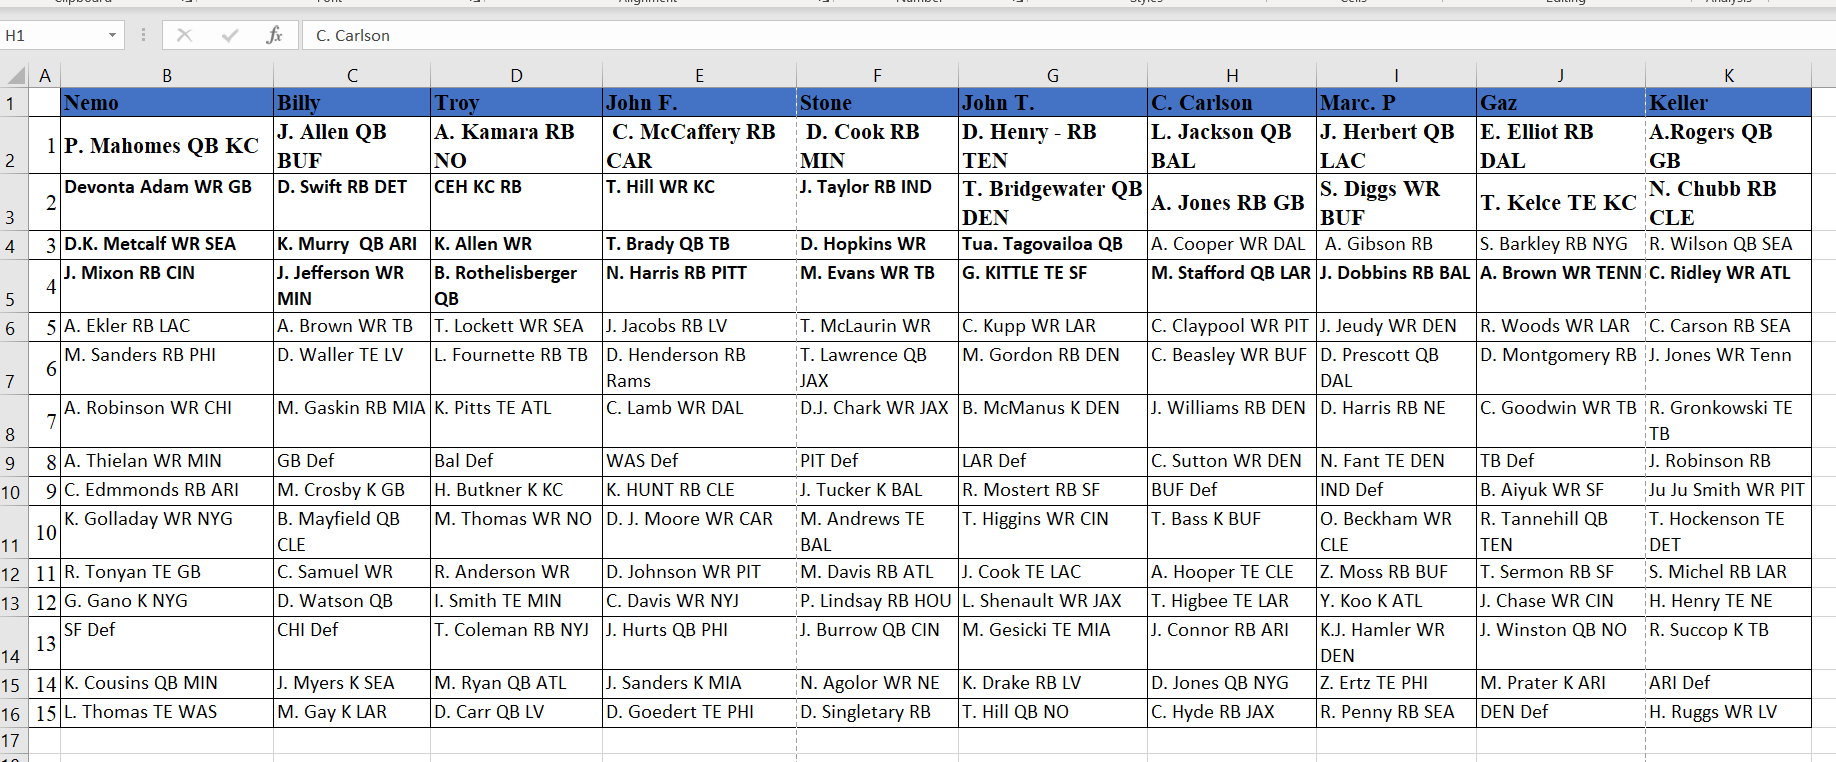 Clipboard Font Alignment Number Styles Cells Editing Analysis
H1 fx C. Carlson
A B C D E F G H I J K
1 Nemo Billy Troy John F. Stone John T. C. Carlson Marc. P Gaz Keller
2 1 P. Mahomes QB KC J. Allen QB BUF A. Kamara RB NO C. McCaffery RB CAR D. Cook RB MIN D. Henry - RB TEN L. Jackson QB BAL J. Herbert QB LAC E. Elliot RB DAL A.Rogers QB GB
3 2 Devonta Adam WR GB D. Swift RB DET CEH KC RB T. Hill WR KC J. Taylor RB IND T. Bridgewater QB DEN A. Jones RB GB S. Diggs WR BUF T. Kelce TE KC N. Chubb RB CLE
4 3 D.K. Metcalf WR SEA K. Murry QB ARI K. Allen WR T. Brady QB TB D. Hopkins WR Tua. Tagovailoa QB A. Cooper WR DAL A. Gibson RB S. Barkley RB NYG R. Wilson QB SEA
5 4 J. Mixon RB CIN J. Jefferson WR MIN B. Rothelisberger QB N. Harris RB PITT M. Evans WR TB G. KITTLE TE SF M. Stafford QB LAR J. Dobbins RB BAL A. Brown WR TENN C. Ridley WR ATL
6 5 A. Ekler RB LAC A. Brown WR TB T. Lockett WR SEA J. Jacobs RB LV T. McLaurin WR C. Kupp WR LAR C. Claypool WR PIT J. Jeudy WR DEN R. Woods WR LAR C. Carson RB SEA
7 6 M. Sanders RB PHI D. Waller TE LV L. Fournette RB TB D. Henderson RB Rams T. Lawrence QB JAX M. Gordon RB DEN C. Beasley WR BUF D. Prescott QB DAL D. Montgomery RB J. Jones WR Tenn
8 7 A. Robinson WR CHI M. Gaskin RB MIA K. Pitts TE ATL C. Lamb WR DAL D.J. Chark WR JAX B. McManus K DEN J. Williams RB DEN D. Harris RB NE C. Goodwin WR TB R. Gronkowski TE TB
9 8 A. Thielan WR MIN GB Def Bal Def WAS Def PIT Def LAR Def C. Sutton WR DEN N. Fant TE DEN TB Def J. Robinson RB
10 9 C. Edmmonds RB ARI M. Crosby K GB H. Butkner K KC K. HUNT RB CLE J. Tucker K BAL R. Mostert RB SF BUF Def IND Def B. Aiyuk WR SF Ju Ju Smith WR PIT
11 10 K. Golladay WR NYG B. Mayfield QB CLE M. Thomas WR NO D. J. Moore WR CAR M. Andrews TE BAL T. Higgins WR CIN T. Bass K BUF O. Beckham WR CLE R. Tannehill QB TEN T. Hockenson TE DET
12 11 R. Tonyan TE GB C. Samuel WR R. Anderson WR D. Johnson WR PIT M. Davis RB ATL J. Cook TE LAC A. Hooper TE CLE Z. Moss RB BUF T. Sermon RB SF S. Michel RB LAR
13 12 G. Gano K NYG D. Watson QB I. Smith TE MIN C. Davis WR NYJ P. Lindsay RB HOU L. Shenault WR JAX T. Higbee TE LAR Y. Koo K ATL J. Chase WR CIN H. Henry TE NE
14 13 SF Def CHI Def T. Coleman RB NYJ J. Hurts QB PHI J. Burrow QB CIN M. Gesicki TE MIA J. Connor RB ARI K.J. Hamler WR DEN J. Winston QB NO R. Succop K TB
15 14 K. Cousins QB MIN J. Myers K SEA M. Ryan QB ATL J. Sanders K MIA N. Agolor WR NE K. Drake RB LV D. Jones QB NYG Z. Ertz TE PHI M. Prater K ARI ARI Def
16 15 L. Thomas TE WAS M. Gay K LAR D. Carr QB LV D. Goedert TE PHI D. Singletary RB T. Hill QB NO C. Hyde RB JAX R. Penny RB SEA DEN Def H. Ruggs WR LV
17